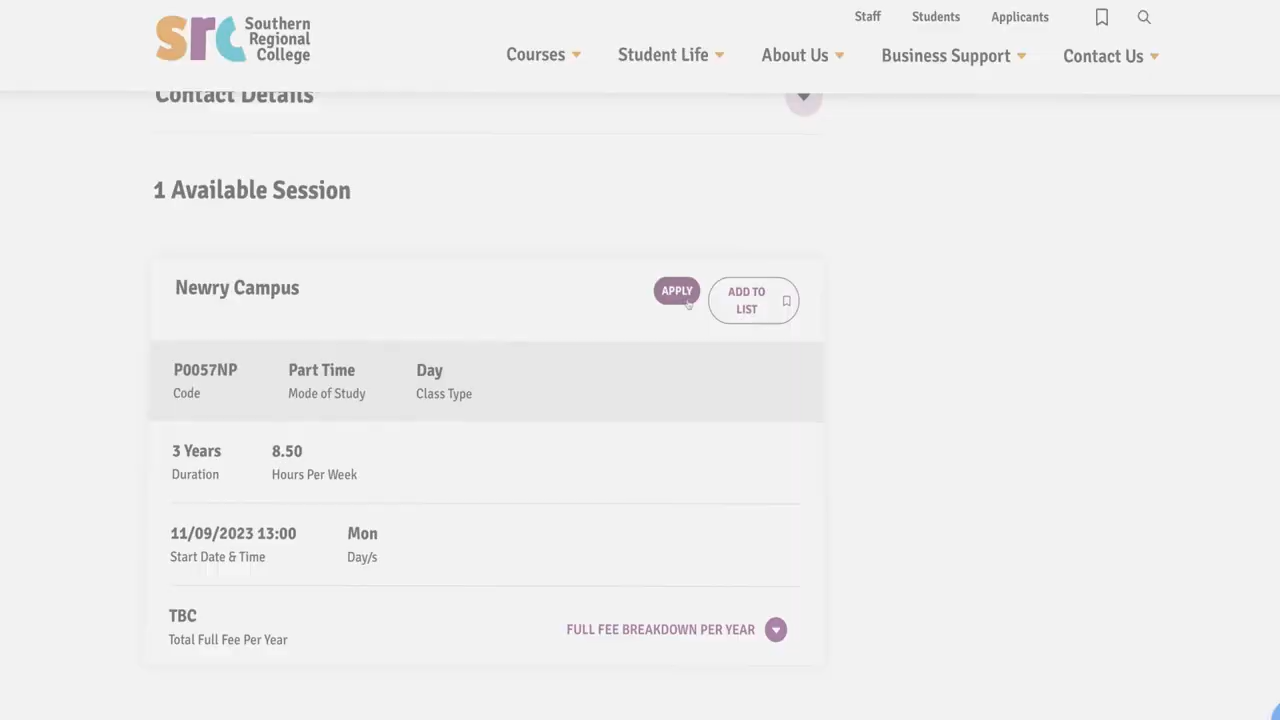 Staff Students Applicants
src Southern
Regional
College
Courses Student Life About Us Business Support Contact Us
Contact Details
1 Available Session
Newry Campus
APPLY
ADD TO
LIST
P0057NP Part Time Day
Code Mode of Study Class Type
3 Years 8.50
Duration Hours Per Week
11/09/2023 13:00 Mon
Start Date & Time Day/s
TBC
Total Full Fee Per Year
FULL FEE BREAKDOWN PER YEAR